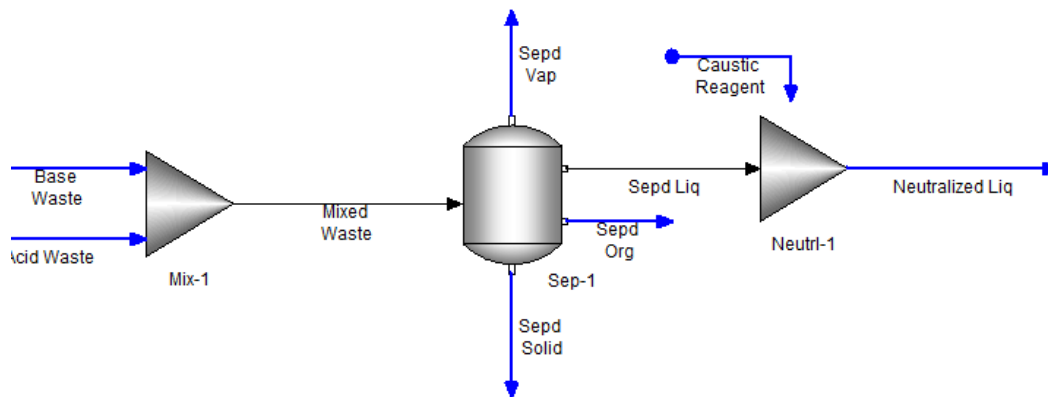 Sepd
Vap
Caustic
Reagent
Base
Waste
Acid Waste
Mix-1
Mixed
Waste
Sepd Liq
Sepd
Org
Sep-1
Sepd
Solid
Neutrl-1
Neutralized Liq